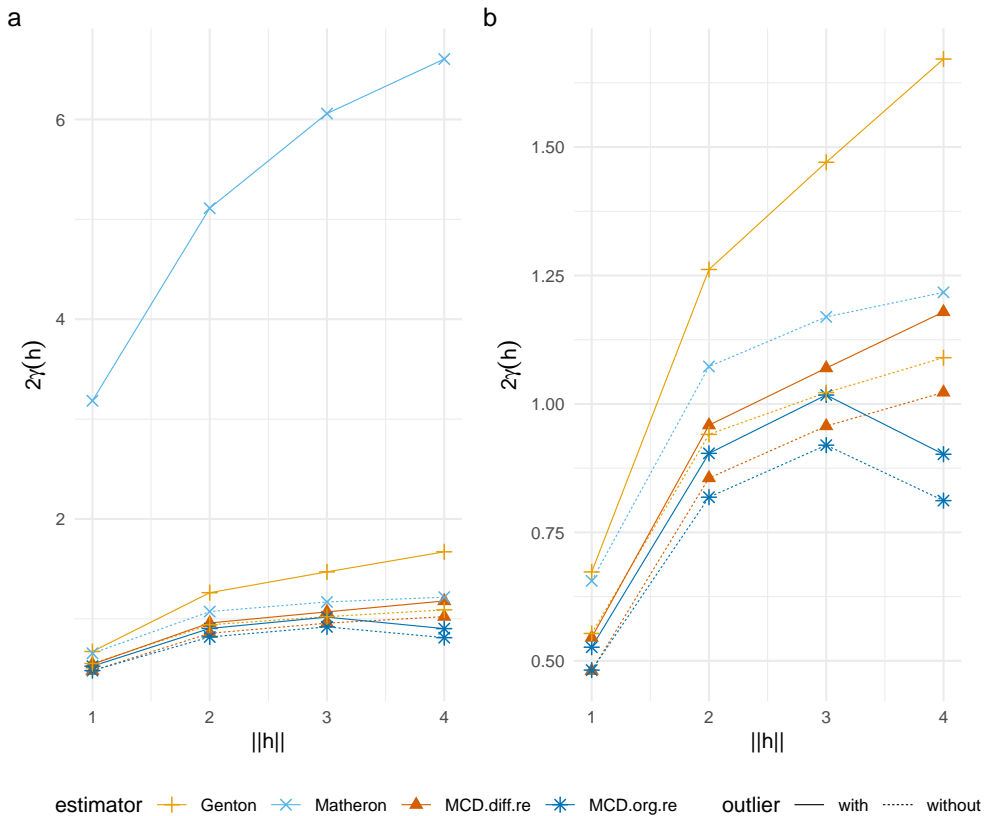 a
b
6
4
2
2γ(h)
1 2 3 4
||h||
1.50
1.25
1.00
0.75
0.50
2γ(h)
1 2 3 4
||h||
estimator Genton Matheron MCD.diff.re MCD.org.re outlier with without